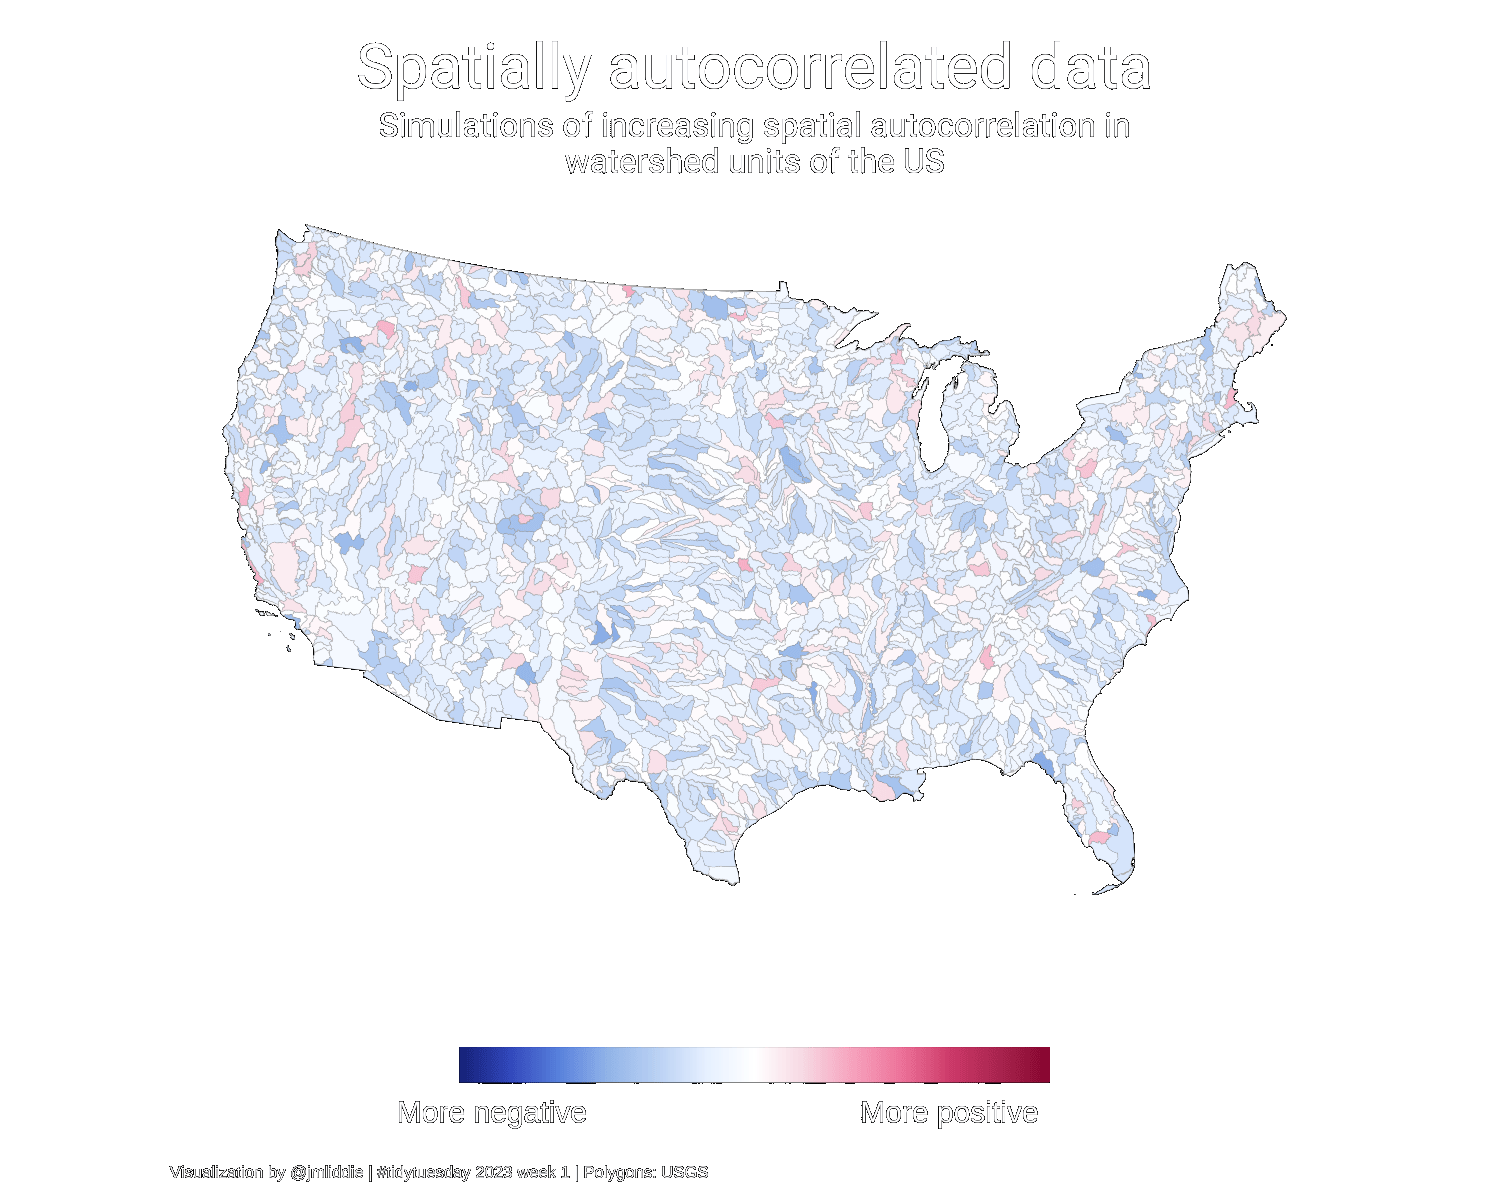 Spatially autocorrelated data
Simulations of increasing spatial autocorrelation in
watershed units of the US
More negative
More positive
Visualization by @jmliddie | #tidytuesday 2023 week 1 | Polygons: USGS